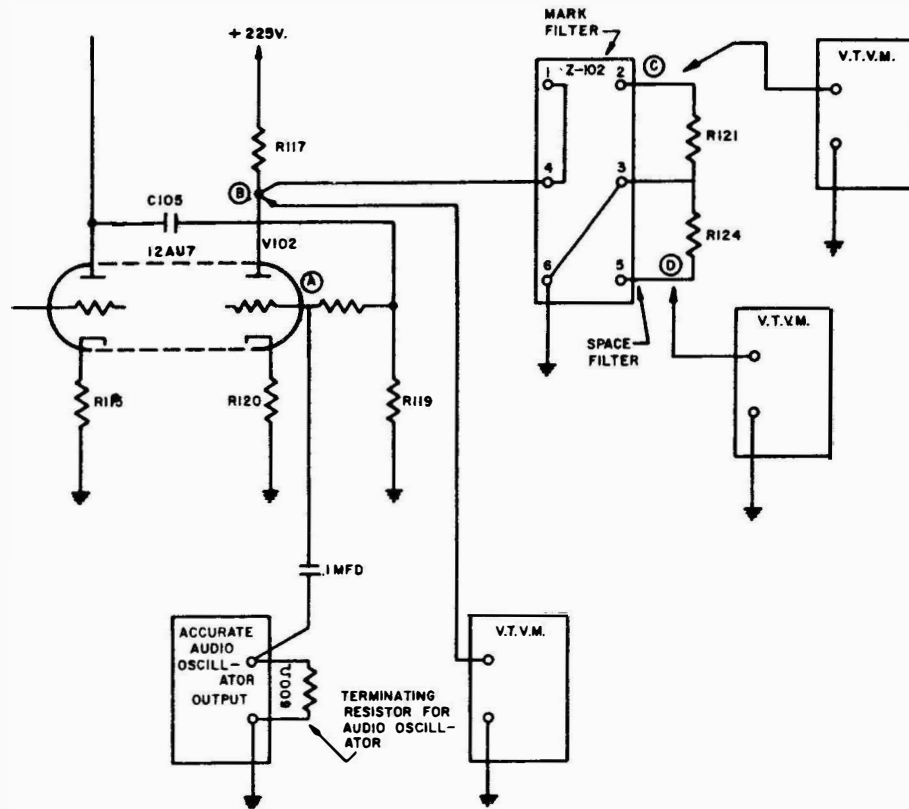 MARK
FILTER
+ 225V.
Z-102
1
2
C
V.T.V.M.
R117
R121
B
4
3
C105
R124
V102
12AU7
A
6
5
D
V.T.V.M.
SPACE
FILTER
R115
R120
R119
.1MFD
ACCURATE
AUDIO
OSCILL-
ATOR
OUTPUT
600Ω
V.T.V.M.
TERMINATING
RESISTOR FOR
AUDIO OSCILL-
ATOR